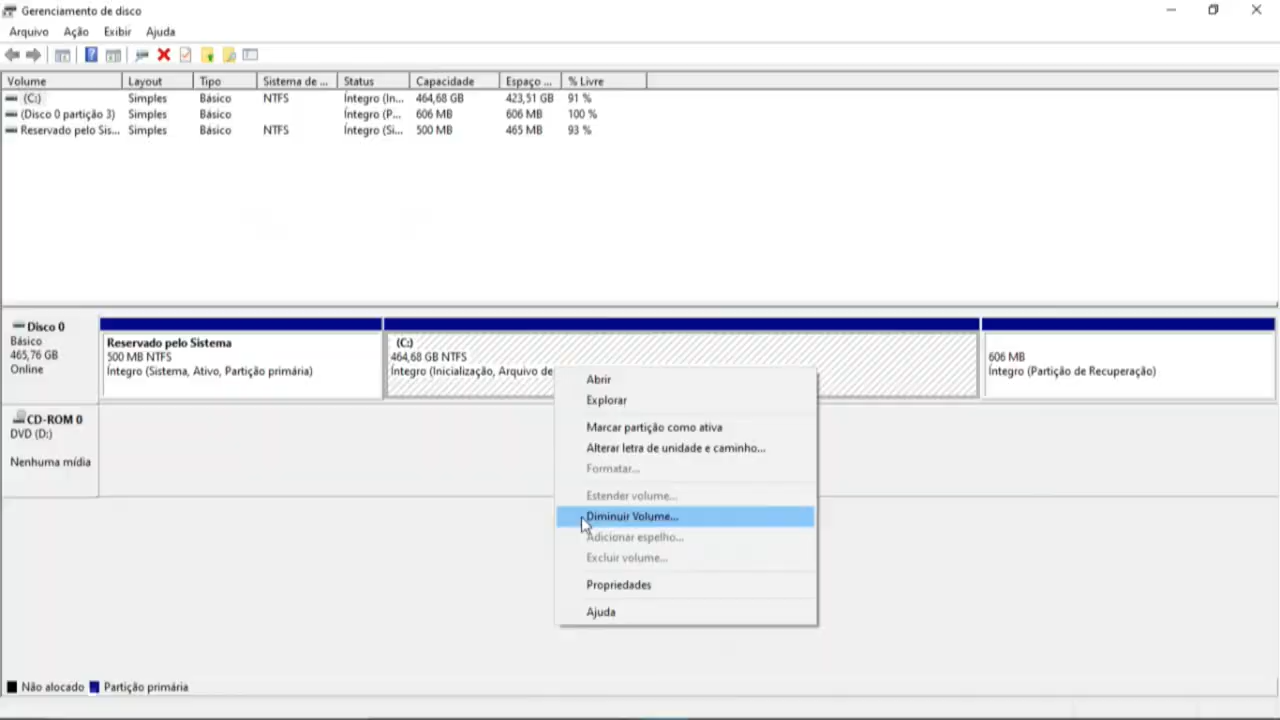 Gerenciamento de disco
Arquivo Ação Exibir Ajuda
Volume Layout Tipo Sistema de ... Status Capacidade Espaço ... % Livre
(C:) Simples Básico NTFS Íntegro (In... 464,68 GB 423,51 GB 91 %
(Disco 0 partição 3) Simples Básico Íntegro (P... 606 MB 606 MB 100 %
Reservado pelo Sis... Simples Básico NTFS Íntegro (Si... 500 MB 465 MB 93 %
Disco 0
Básico
465,76 GB
Online
Reservado pelo Sistema
500 MB NTFS
Íntegro (Sistema, Ativo, Partição primária)
(C:)
464,68 GB NTFS
Íntegro (Inicialização, Arquivo de
606 MB
Íntegro (Partição de Recuperação)
CD-ROM 0
DVD (D:)
Nenhuma mídia
Abrir
Explorar
Marcar partição como ativa
Alterar letra de unidade e caminho...
Formatar...
Estender volume...
Diminuir Volume...
Adicionar espelho...
Excluir volume...
Propriedades
Ajuda
Não alocado Partição primária